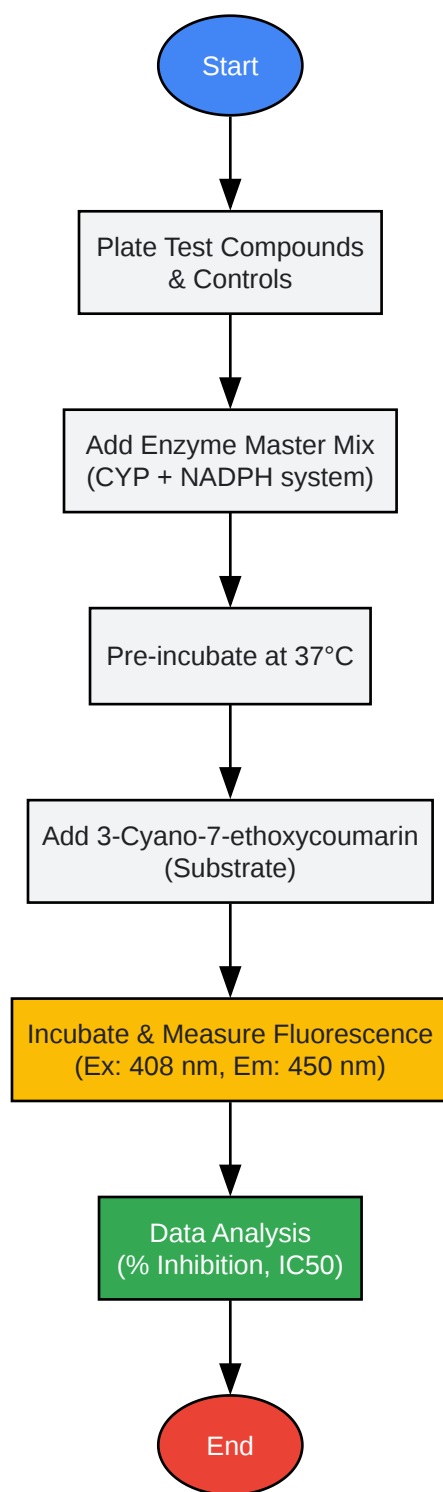 Start
Plate Test Compounds
& Controls
Add Enzyme Master Mix
(CYP + NADPH system)
Pre-incubate at 37°C
Add 3-Cyano-7-ethoxycoumarin
(Substrate)
Incubate & Measure Fluorescence
(Ex: 408 nm, Em: 450 nm)
Data Analysis
(% Inhibition, IC50)
End